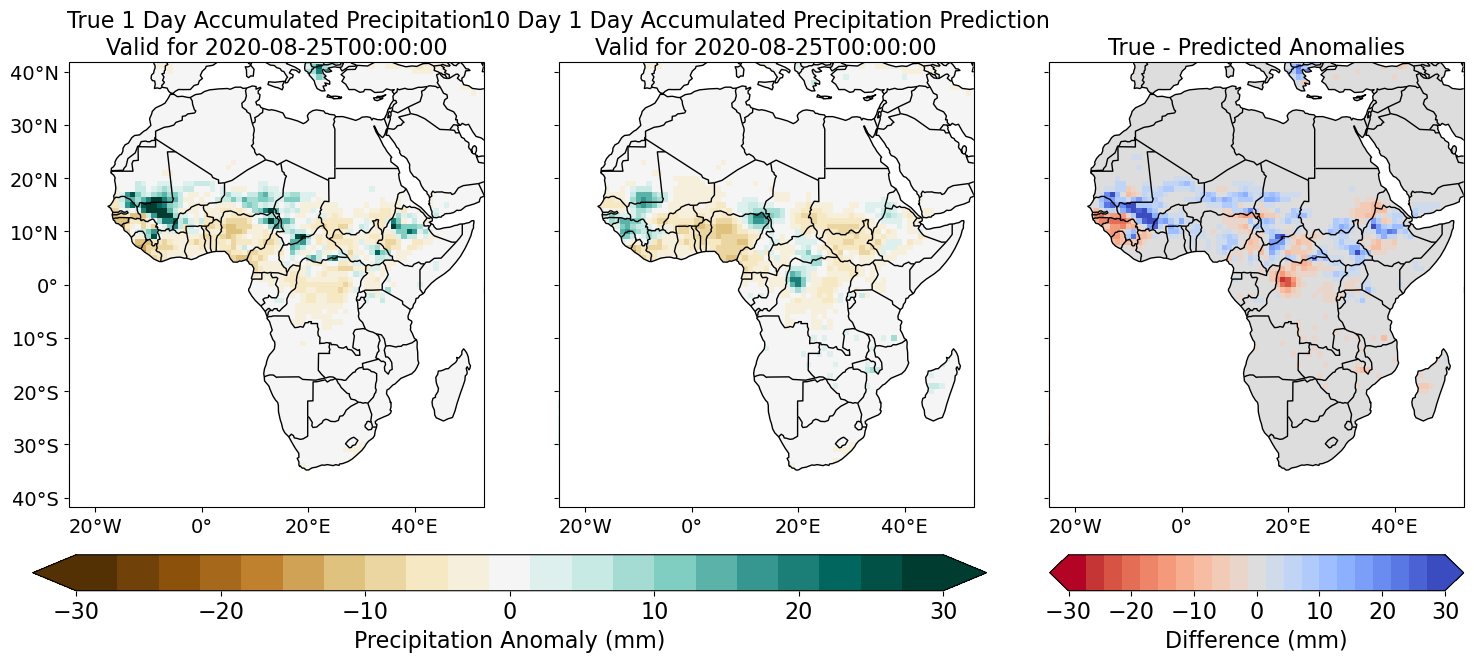 True 1 Day Accumulated Precipitation
Valid for 2020-08-25T00:00:00
10 Day 1 Day Accumulated Precipitation Prediction
Valid for 2020-08-25T00:00:00
True - Predicted Anomalies
40°N
30°N
20°N
10°N
0°
10°S
20°S
30°S
40°S
20°W 0° 20°E 40°E
20°W 0° 20°E 40°E
20°W 0° 20°E 40°E
−30 −20 −10 0 10 20 30
Precipitation Anomaly (mm)
−30 −20 −10 0 10 20 30
Difference (mm)